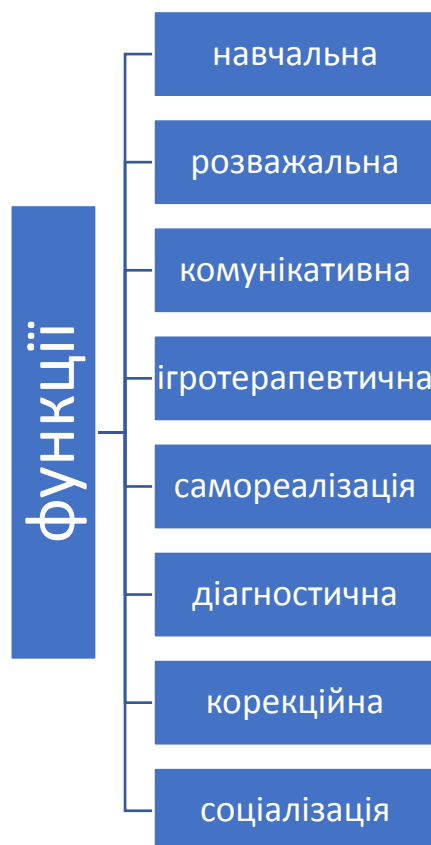 функції
навчальна
розважальна
комунікативна
ігротерапевтична
самореалізація
діагностична
корекційна
соціалізація